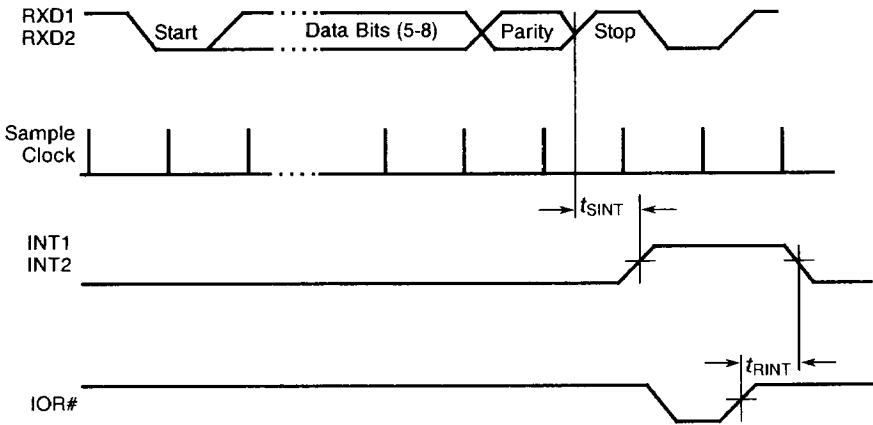 RXD1
RXD2
Start
Data Bits (5-8)
Parity
Stop
Sample
Clock
tSINT
INT1
INT2
tRINT
IOR#